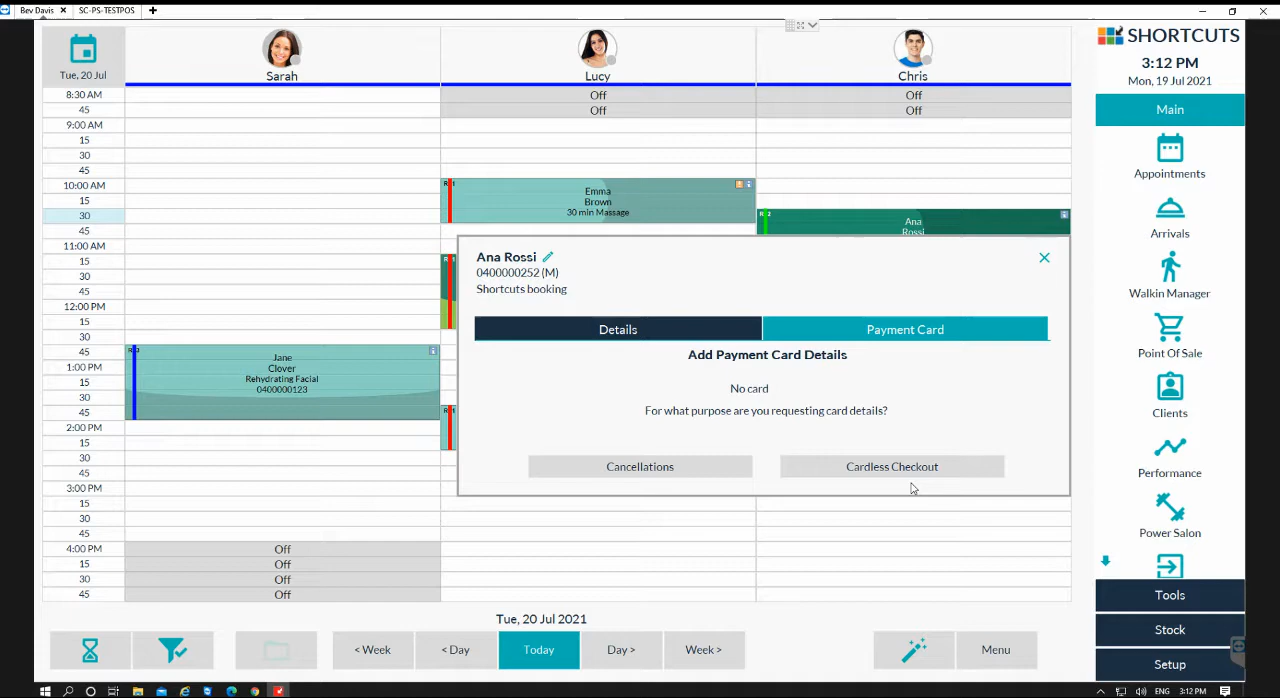 Bev Davis
SC-PS-TESTPOS
Tue, 20 Jul
Sarah
Lucy
Chris
8:30 AM
45
9:00 AM
15
30
45
10:00 AM
15
30
45
11:00 AM
15
30
45
12:00 PM
15
30
45
1:00 PM
15
30
45
2:00 PM
15
30
45
3:00 PM
15
30
45
4:00 PM
15
30
45
Off
Off
Off
Off
Emma
Brown
30 min Massage
Ana
Rossi
Jane
Clover
Rehydrating Facial
0400000123
Off
Off
Off
Off
Ana Rossi
0400000252 (M)
Shortcuts booking
Details
Payment Card
Add Payment Card Details
No card
For what purpose are you requesting card details?
Cancellations
Cardless Checkout
Tue, 20 Jul 2021
< Week
< Day
Today
Day >
Week >
Menu
SHORTCUTS
3:12 PM
Mon, 19 Jul 2021
Main
Appointments
Arrivals
Walkin Manager
Point Of Sale
Clients
Performance
Power Salon
Tools
Stock
Setup
ENG
3:12 PM